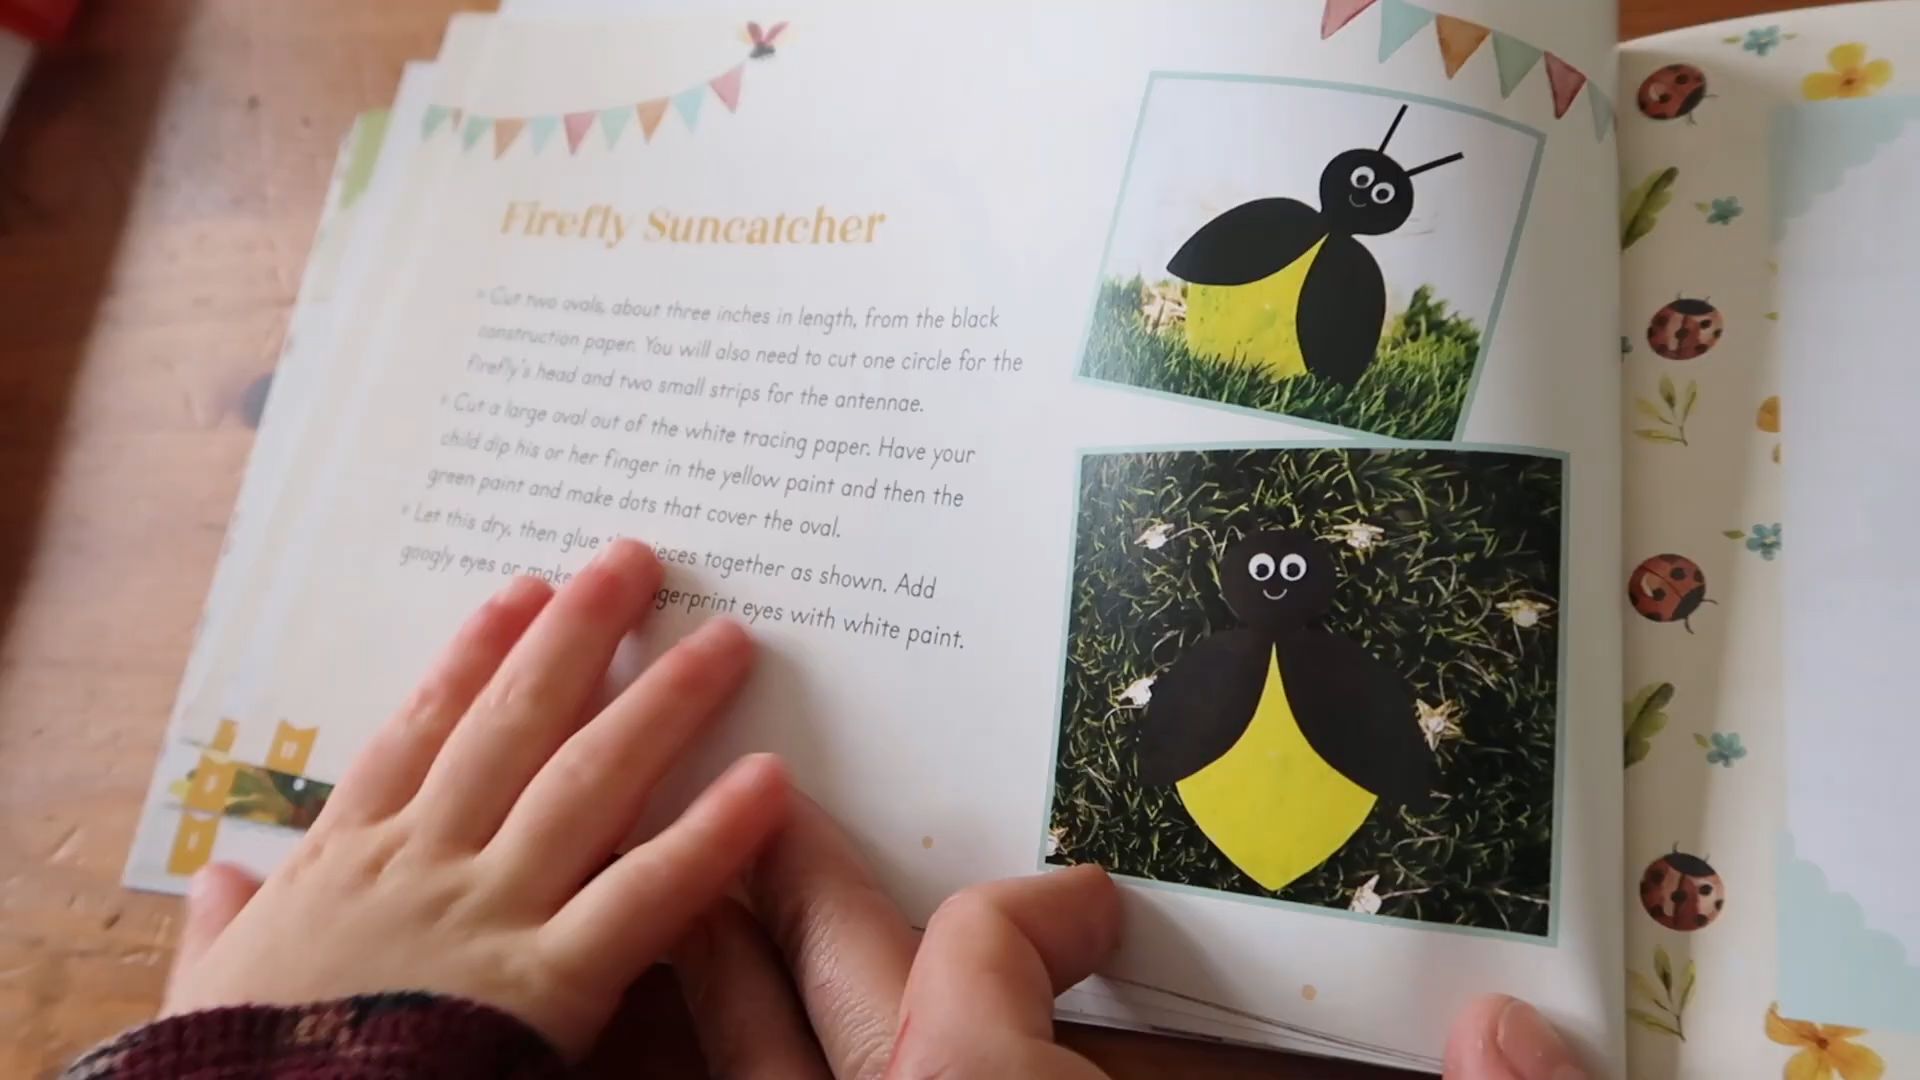 Firefly Suncatcher
• Cut two ovals, about three inches in length, from the black
construction paper. You will also need to cut one circle for the
firefly's head and two small strips for the antennae.
• Cut a large oval out of the white tracing paper. Have your
child dip his or her finger in the yellow paint and then the
green paint and make dots that cover the oval.
• Let this dry, then glue ieces together as shown. Add
googly eyes or make gerprint eyes with white paint.